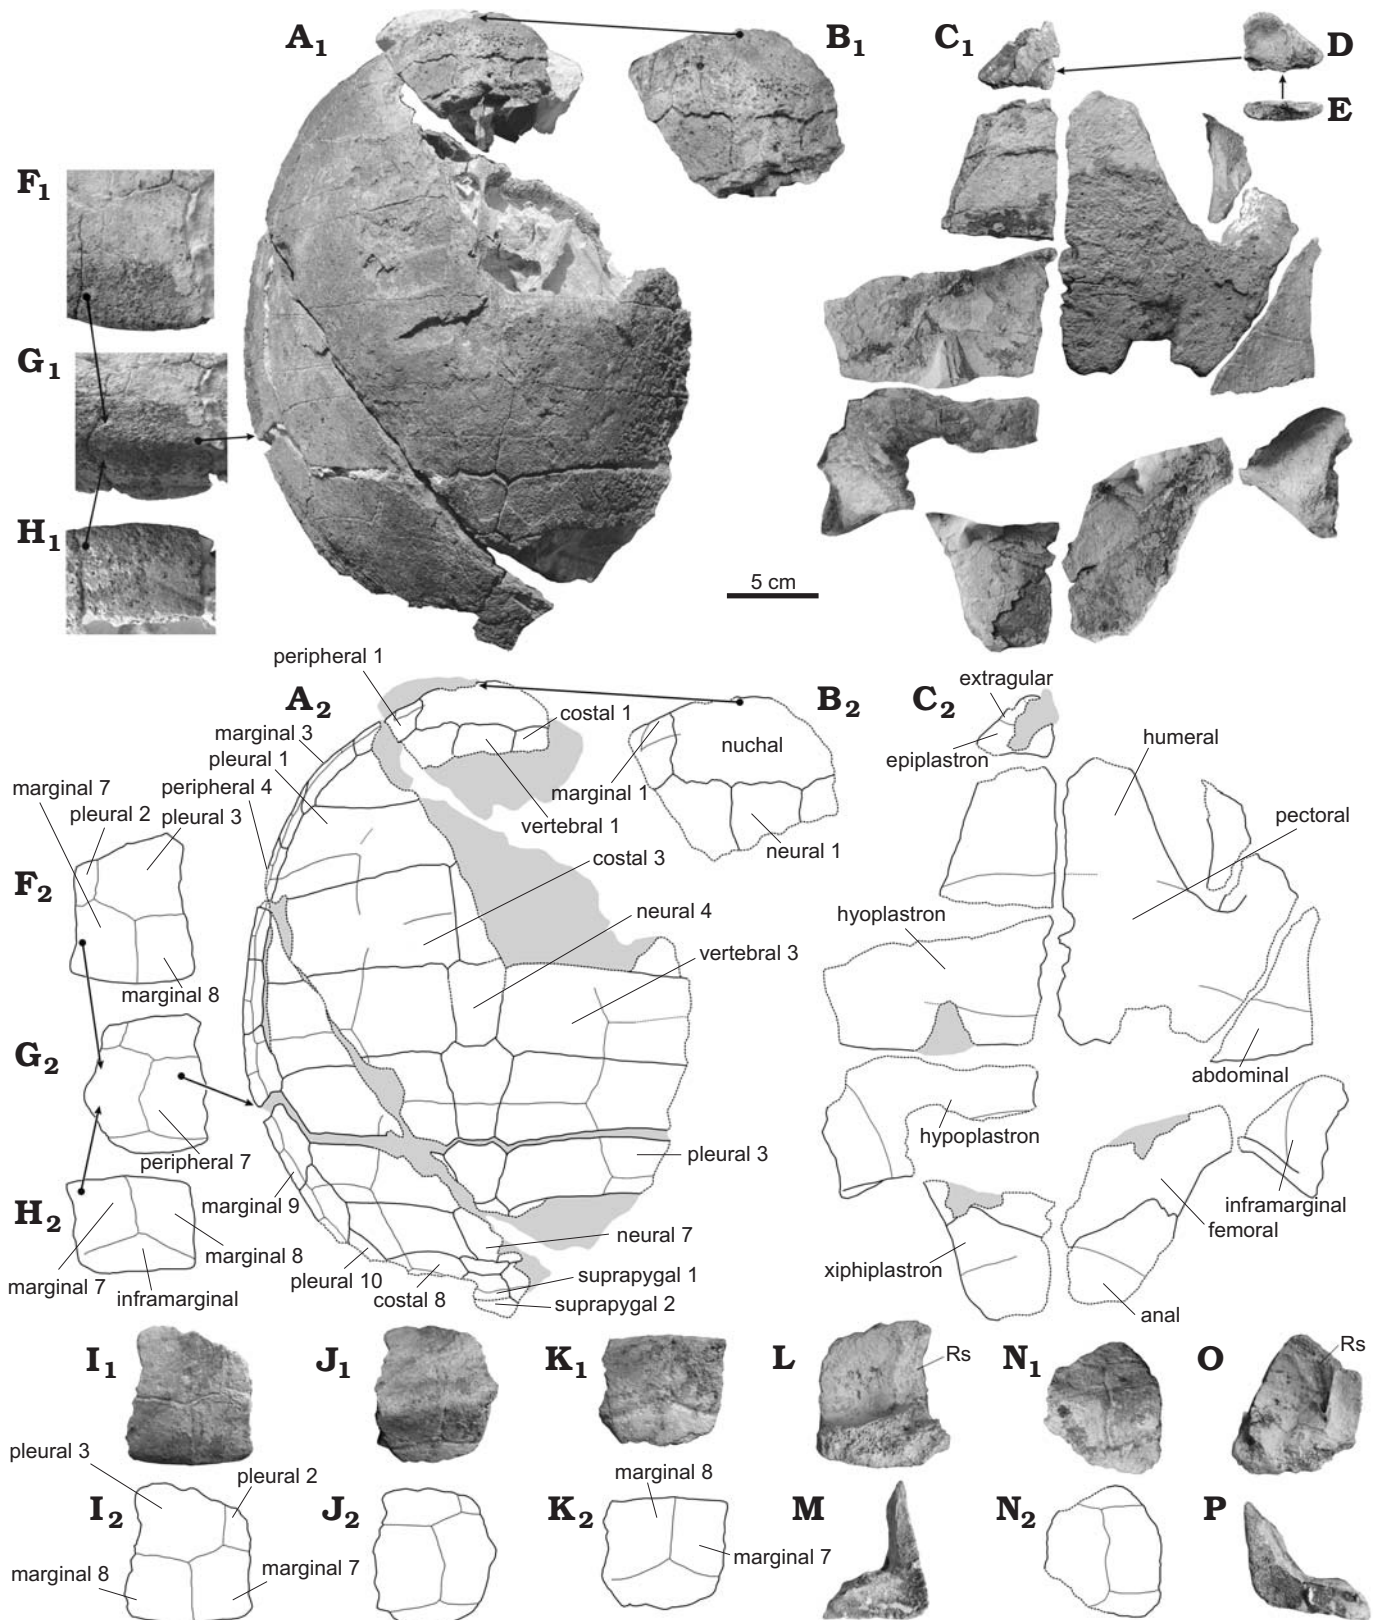 A1
B1
C1
D
E
F1
G1
H1
5 cm
peripheral 1
A2
B2
C2
extragular
marginal 3
costal 1
humeral
pleural 1
nuchal
epiplastron
marginal 7
peripheral 4
marginal 1
pleural 2
pleural 3
vertebral 1
pectoral
neural 1
costal 3
F2
neural 4
hyoplastron
vertebral 3
marginal 8
G2
abdominal
hypoplastron
peripheral 7
pleural 3
H2
marginal 9
inframarginal
neural 7
femoral
marginal 8
pleural 10
xiphiplastron
marginal 7
suprapygal 1
inframarginal
costal 8
suprapygal 2
anal
I1
J1
K1
L
Rs
N1
O
Rs
pleural 3
pleural 2
marginal 8
I2
J2
K2
M
N2
P
marginal 7
marginal 8
marginal 7